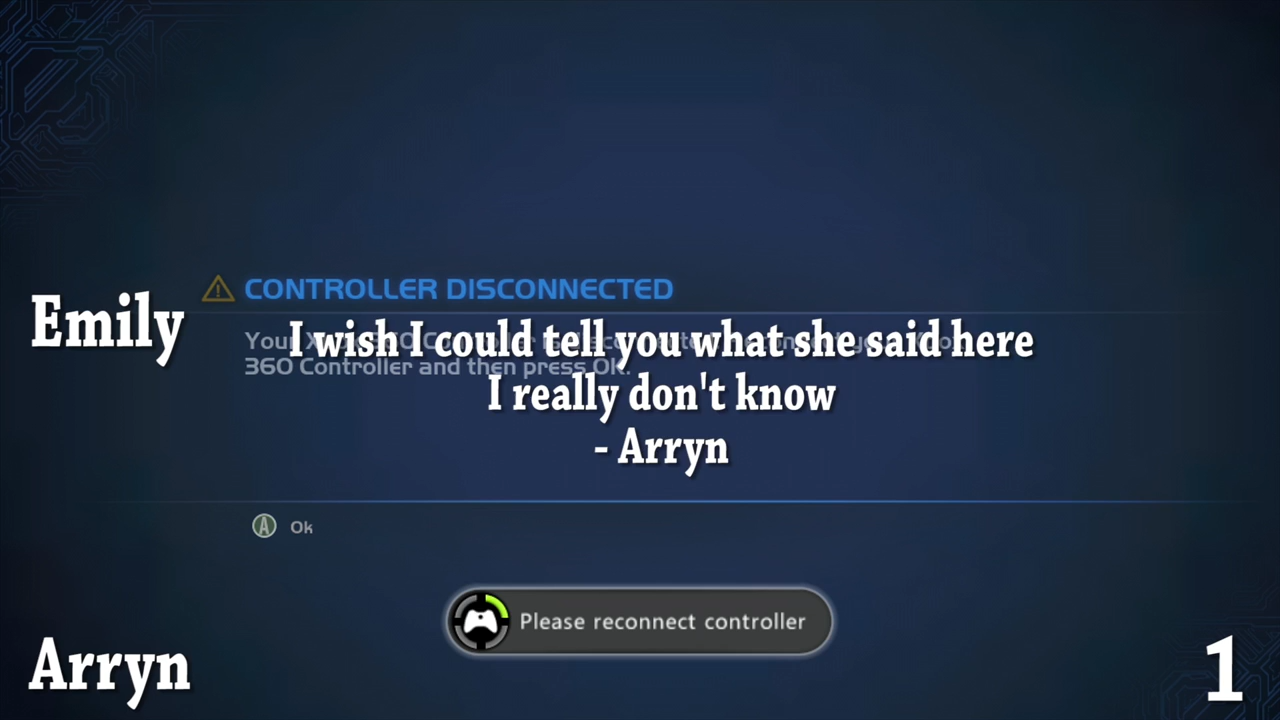 CONTROLLER DISCONNECTED
Emily
I wish I could tell you what she said here
Your
360 Controller and then press OK.
I really don't know
- Arryn
A Ok
Please reconnect controller
Arryn
1